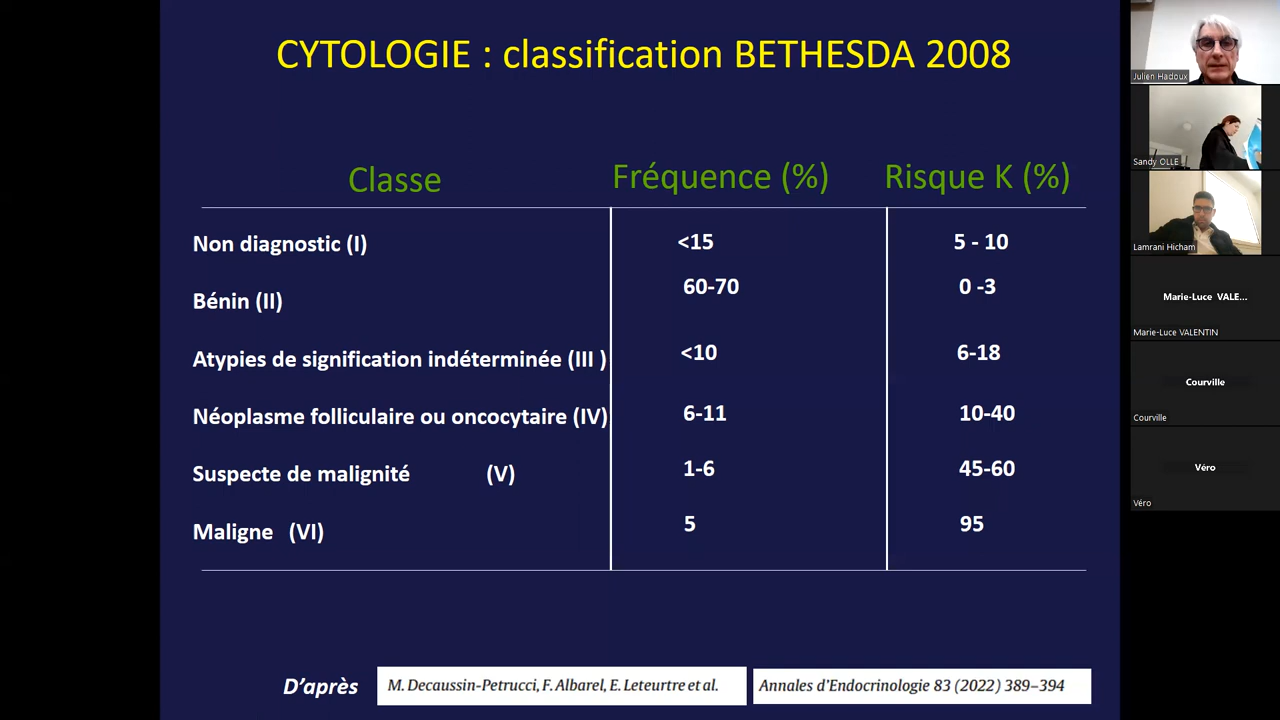 CYTOLOGIE : classification BETHESDA 2008
Classe Fréquence (%) Risque K (%)
Non diagnostic (I) <15 5 - 10
Bénin (II) 60-70 0 -3
Atypies de signification indéterminée (III ) <10 6-18
Néoplasme folliculaire ou oncocytaire (IV) 6-11 10-40
Suspecte de malignité (V) 1-6 45-60
Maligne (VI) 5 95
D'après M. Decaussin-Petrucci, F. Albarel, E. Leteurtre et al. Annales d'Endocrinologie 83 (2022) 389–394
Julien Hadoux
Sandy OLLE
Lamrani Hicham
Marie-Luce VALE...
Marie-Luce VALENTIN
Courville
Courville
Véro
Véro